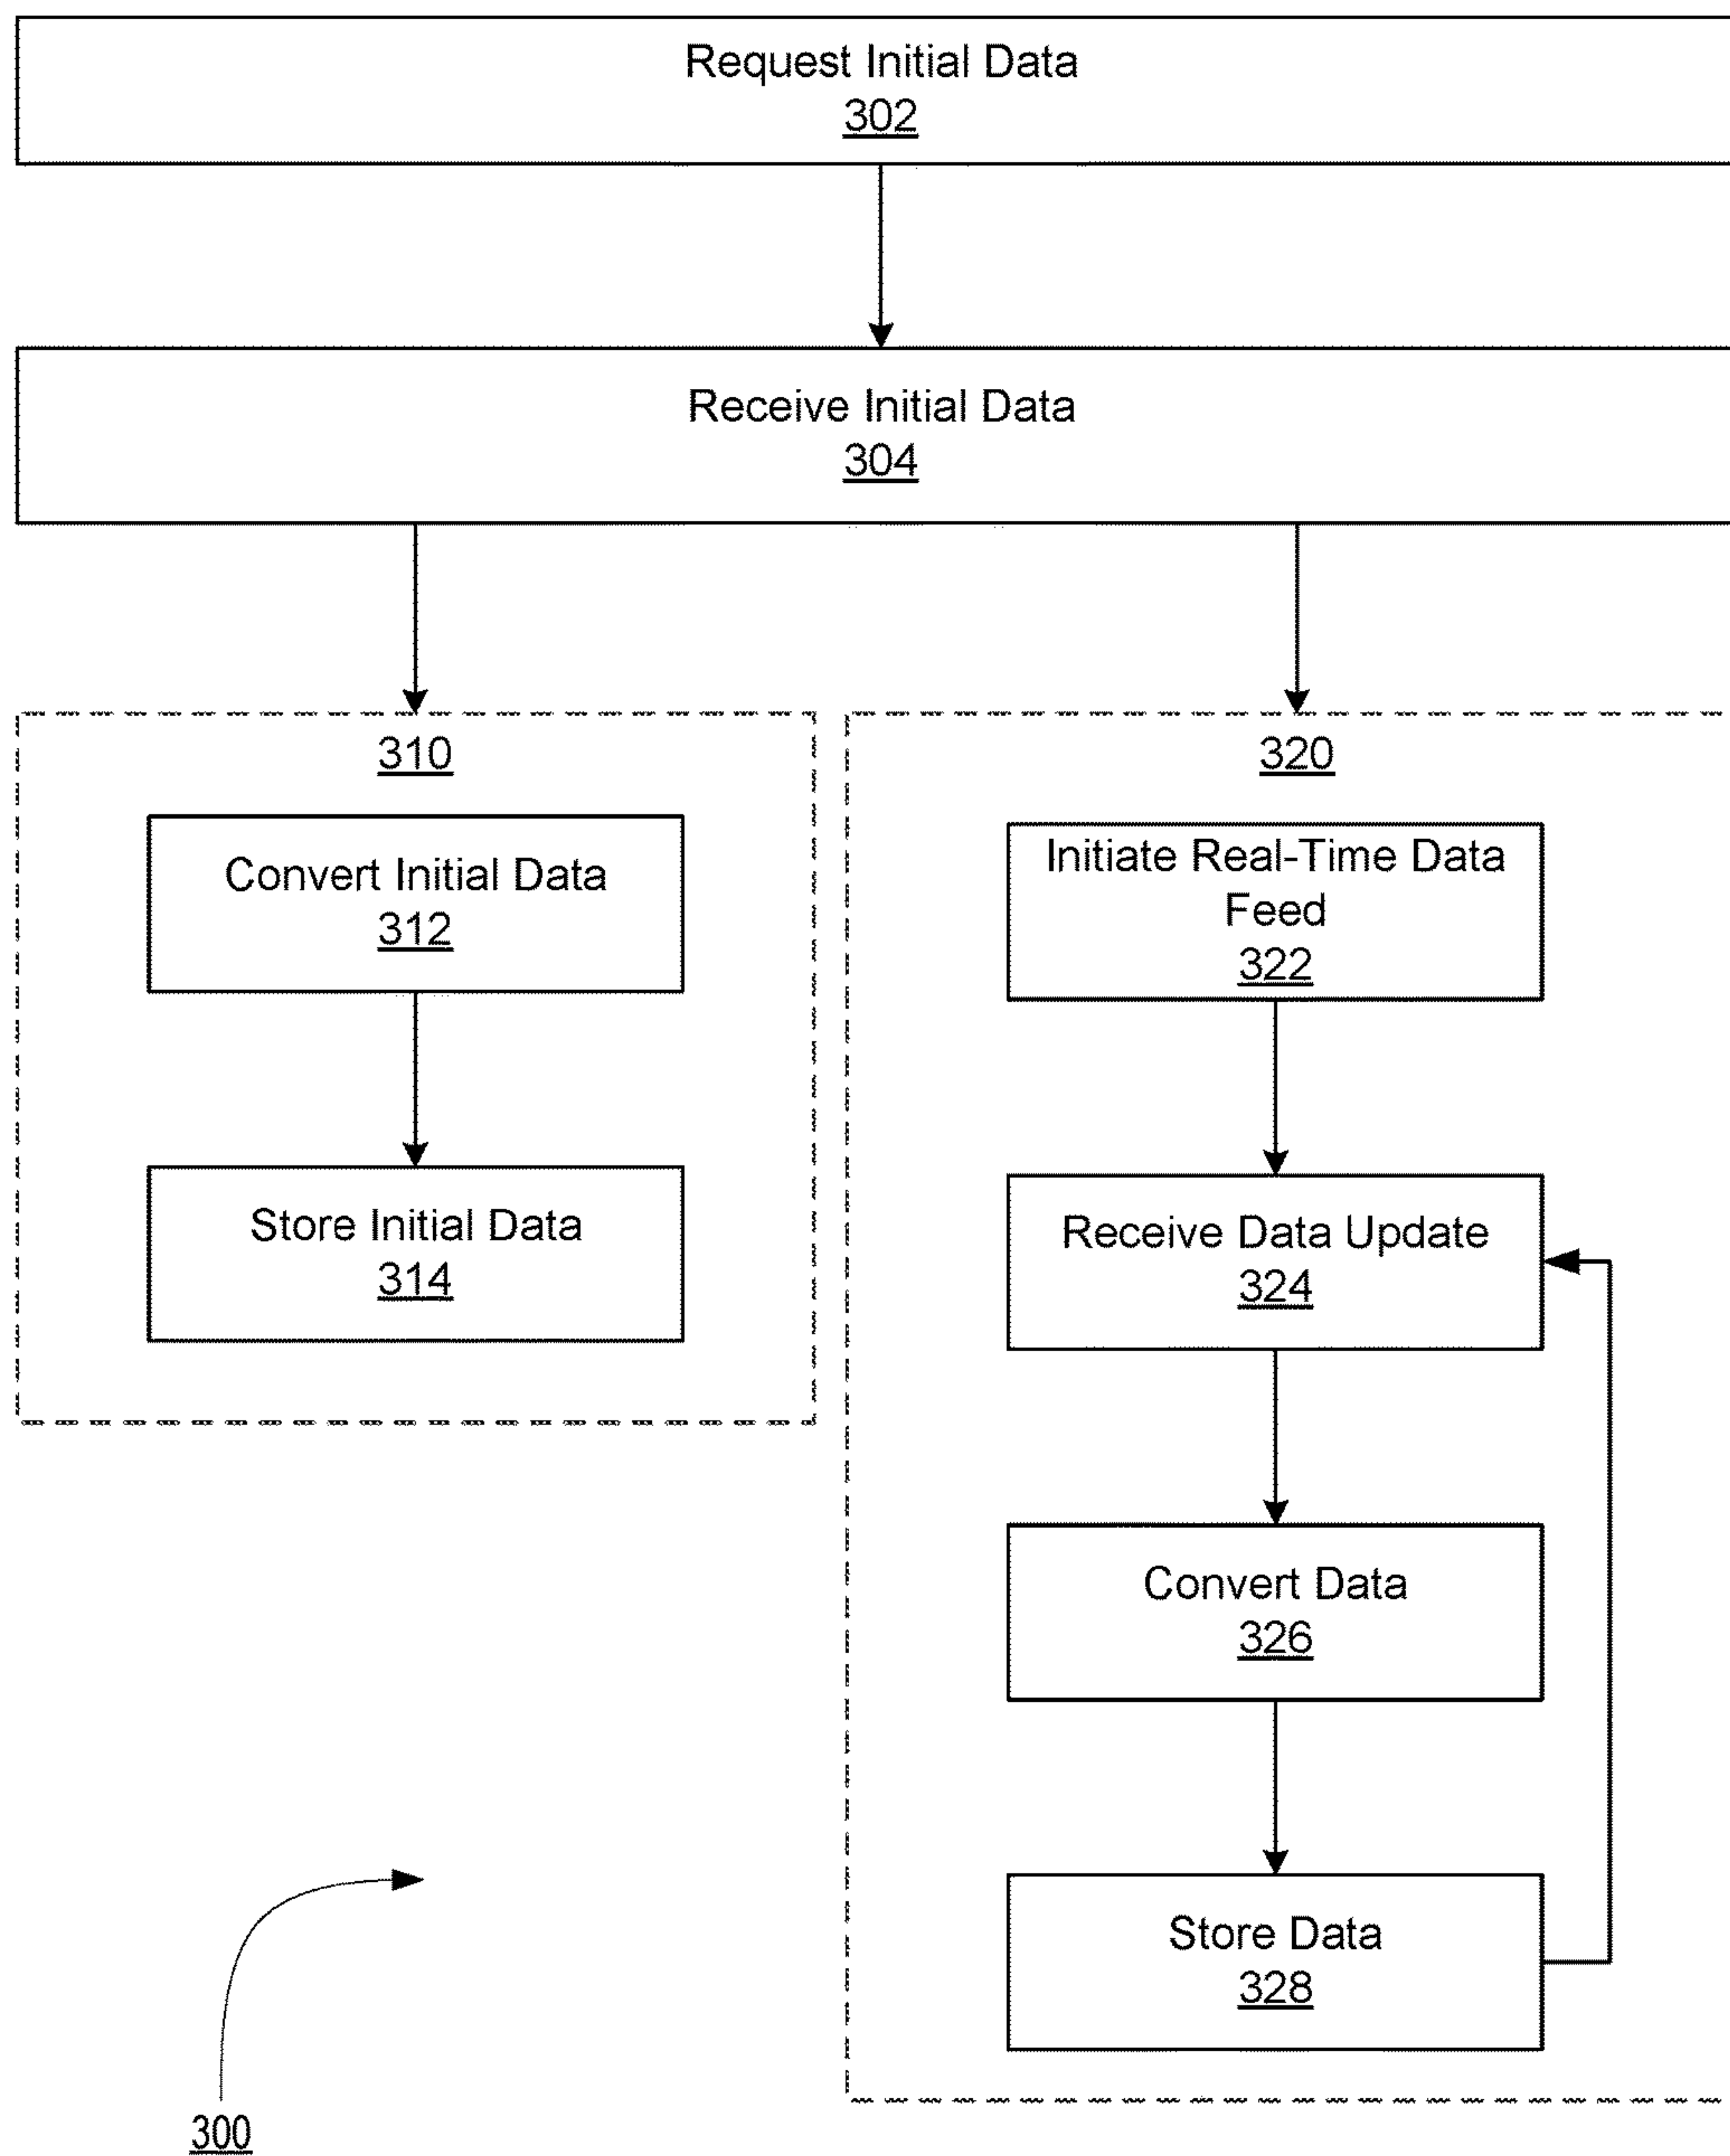 Request Initial Data
302
Receive Initial Data
304
310
Convert Initial Data
312
Store Initial Data
314
320
Initiate Real-Time Data
Feed
322
Receive Data Update
324
Convert Data
326
Store Data
328
300